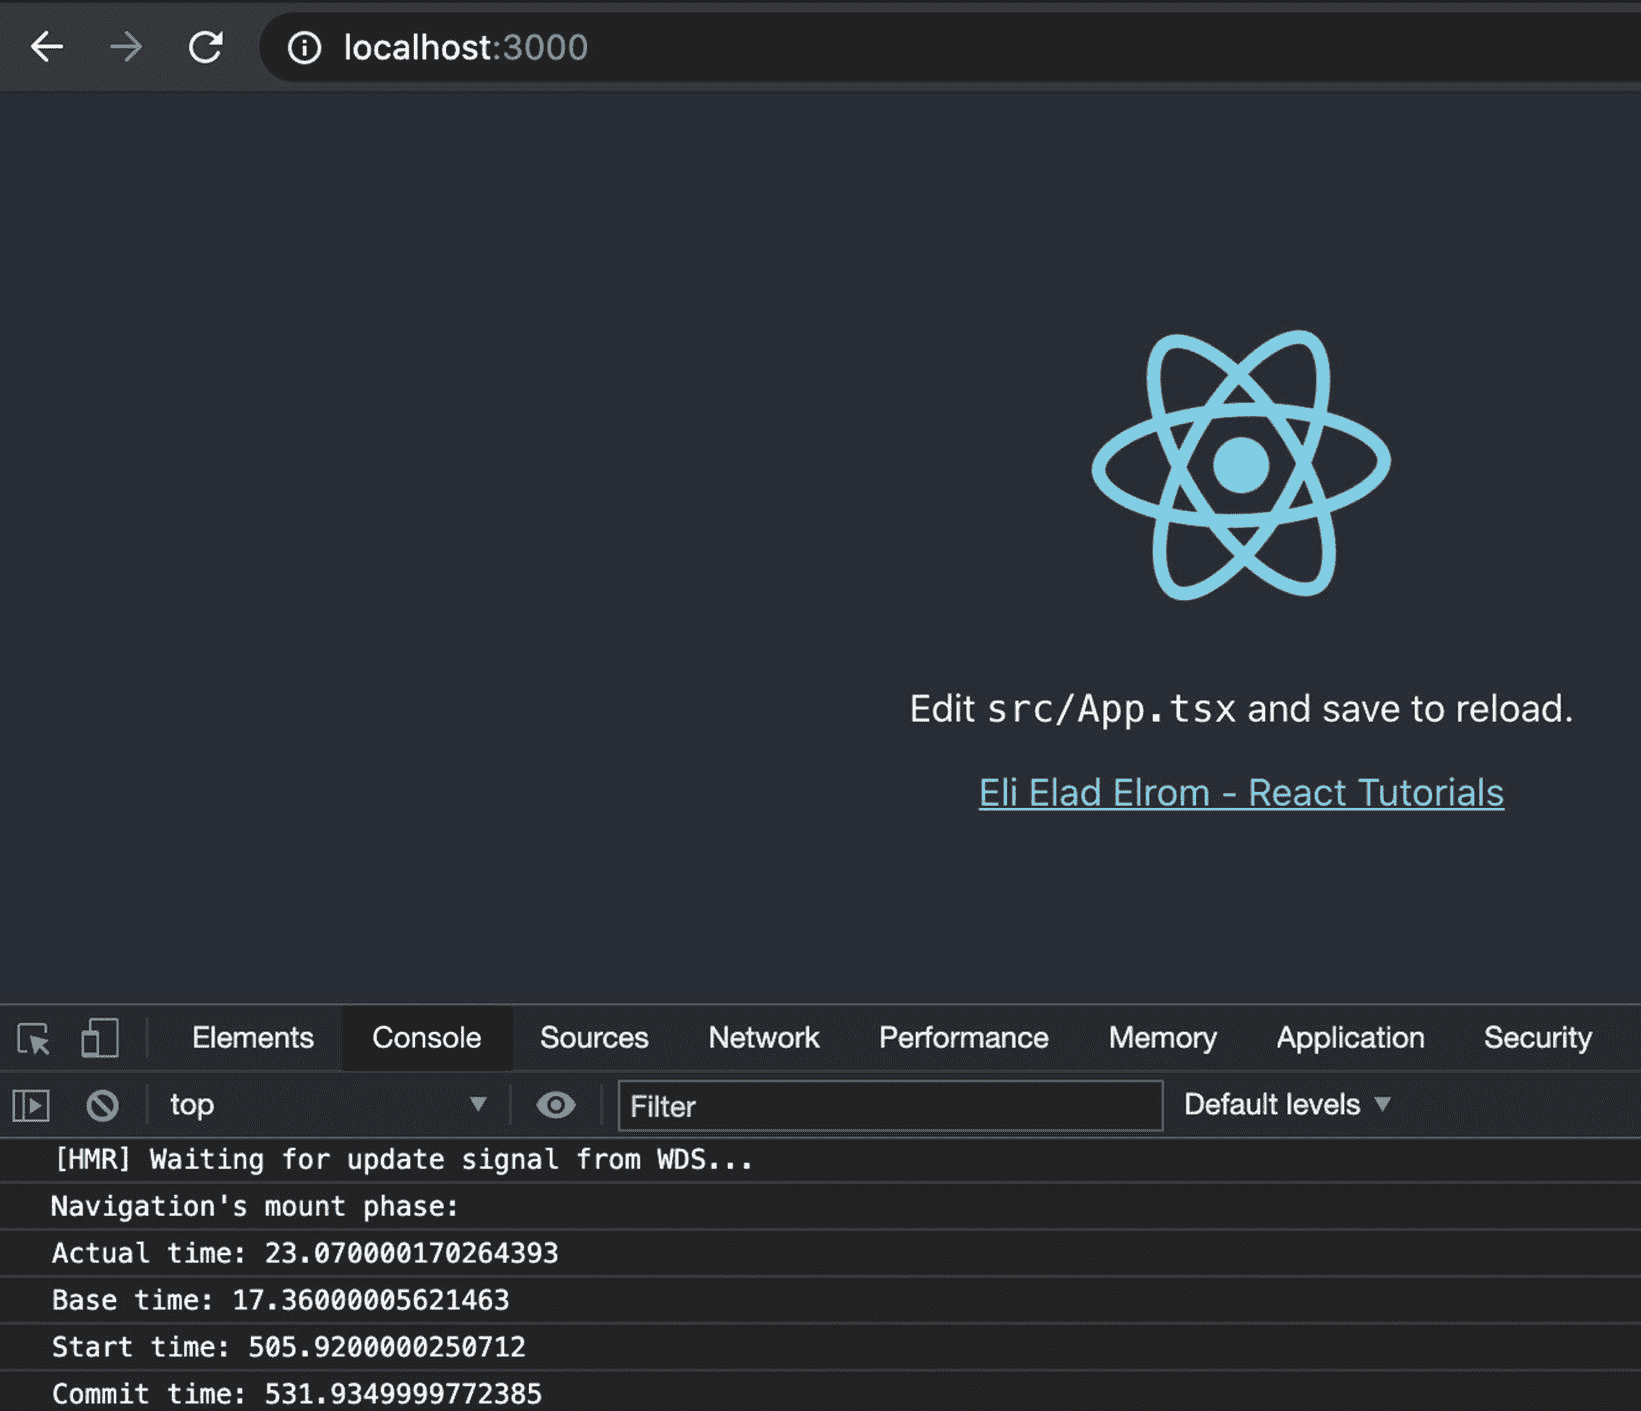 localhost:3000
Edit src/App.tsx and save to reload.
Eli Elad Elrom - React Tutorials
Elements Console Sources Network Performance Memory Application Security
top Filter Default levels
[HMR] Waiting for update signal from WDS...
Navigation's mount phase:
Actual time: 23.070000170264393
Base time: 17.36000005621463
Start time: 505.9200000250712
Commit time: 531.9349999772385